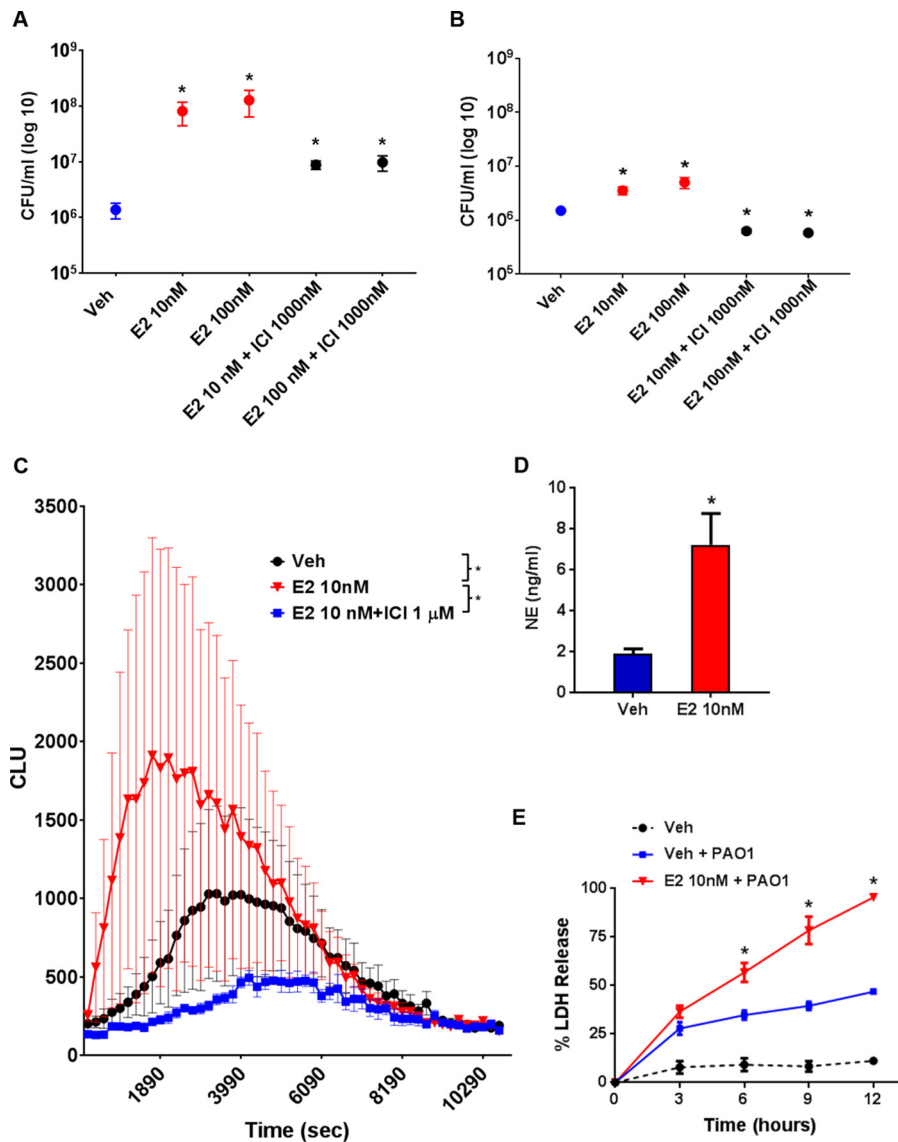 A
CFU/ml (log 10)
10⁹
10⁸
10⁷
10⁶
10⁵
*
*
*
*
Veh
E2 10nM
E2 100nM
E2 10 nM + ICI 1000nM
E2 100 nM + ICI 1000nM
B
CFU/ml (log 10)
10⁹
10⁸
10⁷
10⁶
10⁵
*
*
*
*
Veh
E2 10nM
E2 100nM
E2 10nM + ICI 1000nM
E2 100nM + ICI 1000nM
C
CLU
3500
3000
2500
2000
1500
1000
500
0
Veh
E2 10nM
E2 10 nM+ICI 1 μM
*
*
1890
3990
6090
8190
10290
Time (sec)
D
NE (ng/ml)
10
8
6
4
2
0
*
Veh
E2 10nM
E
Veh
Veh + PAO1
E2 10nM + PAO1
% LDH Release
100
75
50
25
0
*
*
*
0
3
6
9
12
Time (hours)